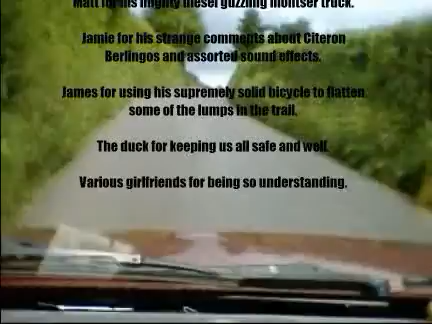 Matt for his mighty diesel guzzling montser truck.
Jamie for his strange comments about Citeron
Berlingos and assorted sound effects.
James for using his supremely solid bicycle to flatten
some of the lumps in the trail.
The duck for keeping us all safe and well.
Various girlfriends for being so understanding.